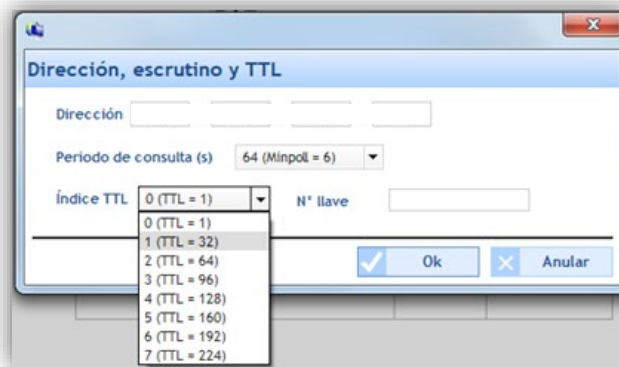 Dirección, escrutino y TTL
Dirección
Periodo de consulta (s) 64 (Minpoll = 6)
Índice TTL 0 (TTL = 1) N° llave
0 (TTL = 1)
1 (TTL = 32)
2 (TTL = 64)
3 (TTL = 96)
4 (TTL = 128)
5 (TTL = 160)
6 (TTL = 192)
7 (TTL = 224)
Ok Anular